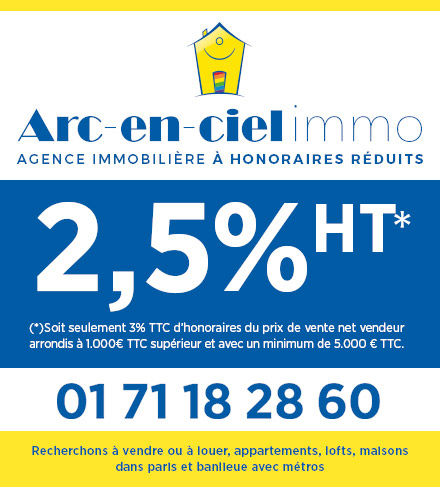 Arc-en-ciel immo
AGENCE IMMOBILIÈRE À HONORAIRES RÉDUITS
2,5% HT*
(*)Soit seulement 3% TTC d'honoraires du prix de vente net vendeur
arrondis à 1.000€ TTC supérieur et avec un minimum de 5.000 € TTC.
01 71 18 28 60
Recherchons à vendre ou à louer, appartements, lofts, maisons
dans paris et banlieue avec métros